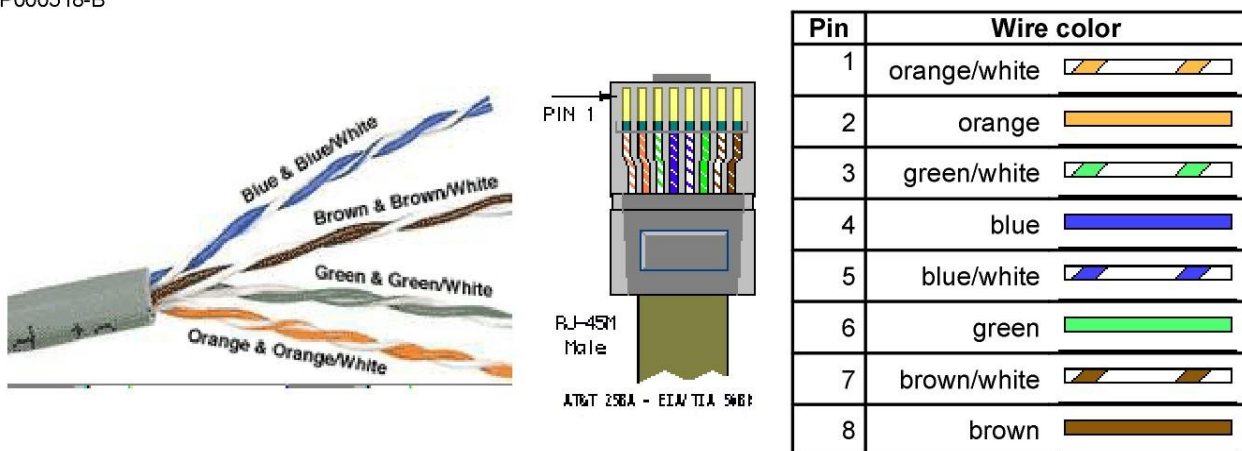 Blue & Blue/White
Brown & Brown/White
Green & Green/White
Orange & Orange/White
PIN 1
RJ-45M
Male
AT&T 258A - EIA/TIA
Pin Wire color
1 orange/white
2 orange
3 green/white
4 blue
5 blue/white
6 green
7 brown/white
8 brown